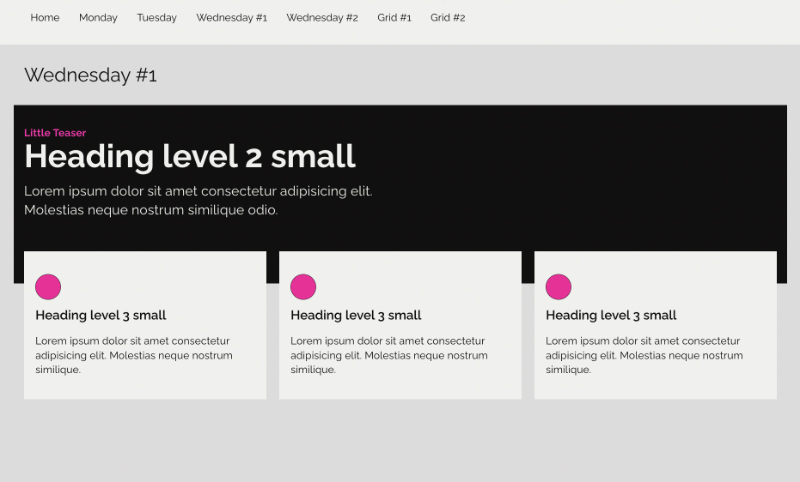 Home Monday Tuesday Wednesday #1 Wednesday #2 Grid #1 Grid #2
Wednesday #1
Little Teaser
Heading level 2 small
Lorem ipsum dolor sit amet consectetur adipisicing elit.
Molestias neque nostrum similique odio.
Heading level 3 small
Lorem ipsum dolor sit amet consectetur
adipisicing elit. Molestias neque nostrum
similique.
Heading level 3 small
Lorem ipsum dolor sit amet consectetur
adipisicing elit. Molestias neque nostrum
similique.
Heading level 3 small
Lorem ipsum dolor sit amet consectetur
adipisicing elit. Molestias neque nostrum
similique.